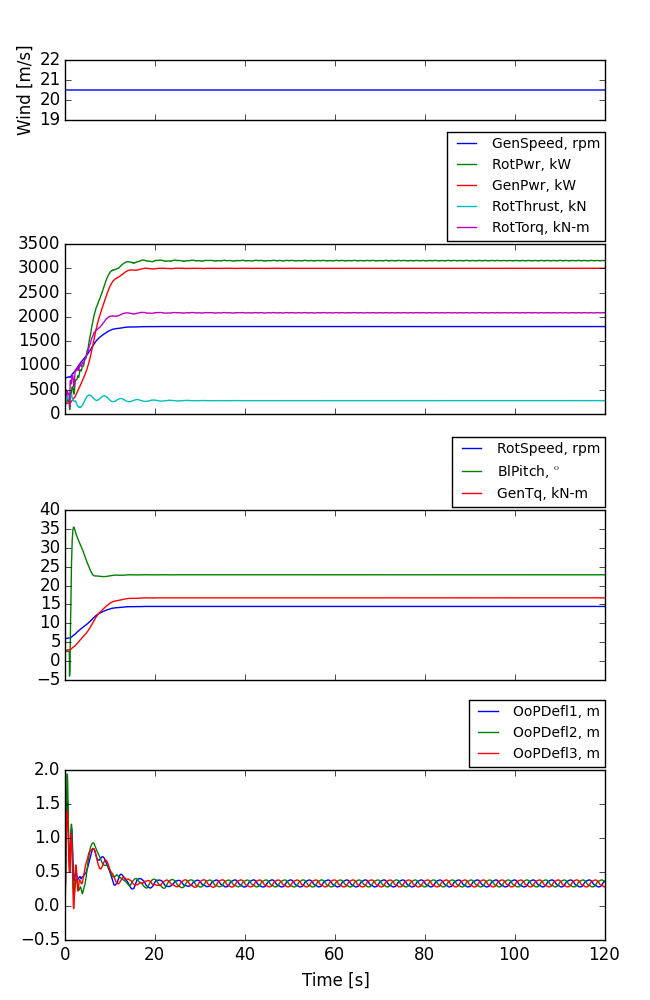 Wind [m/s]
22
21
20
19
GenSpeed, rpm
RotPwr, kW
GenPwr, kW
RotThrust, kN
RotTorq, kN-m
3500
3000
2500
2000
1500
1000
500
0
RotSpeed, rpm
BlPitch, °
GenTq, kN-m
40
35
30
25
20
15
10
5
0
−5
OoPDefl1, m
OoPDefl2, m
OoPDefl3, m
2.0
1.5
1.0
0.5
0.0
−0.5
0 20 40 60 80 100 120
Time [s]